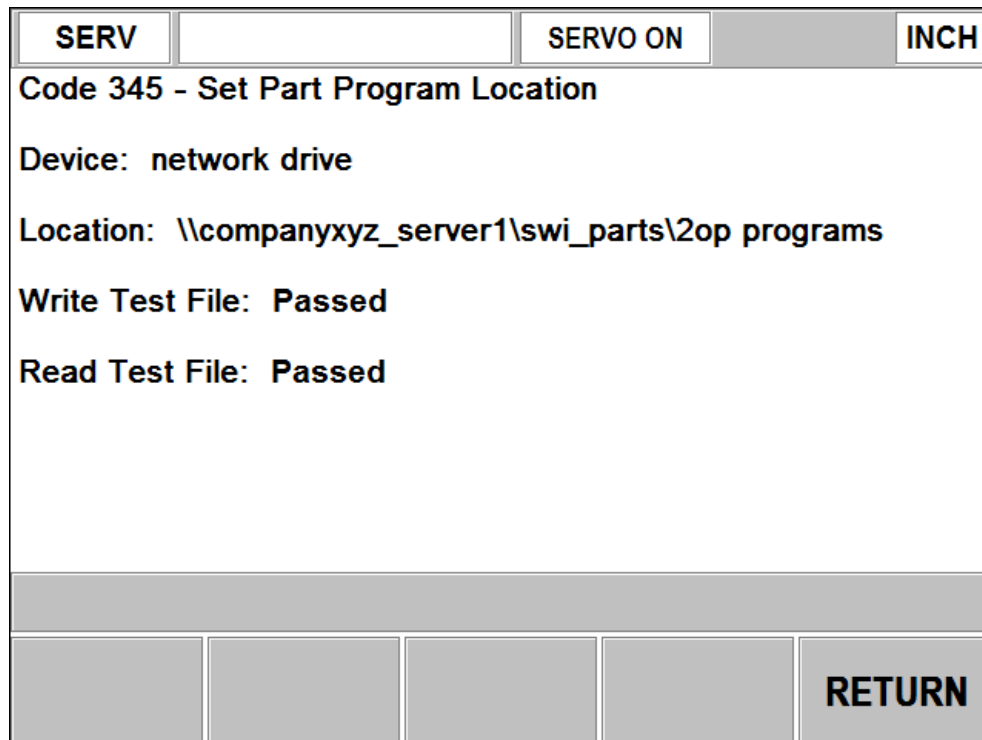 SERV SERVO ON INCH
Code 345 - Set Part Program Location
Device: network drive
Location: \\companyxyz_server1\swi_parts\2op programs
Write Test File: Passed
Read Test File: Passed
RETURN